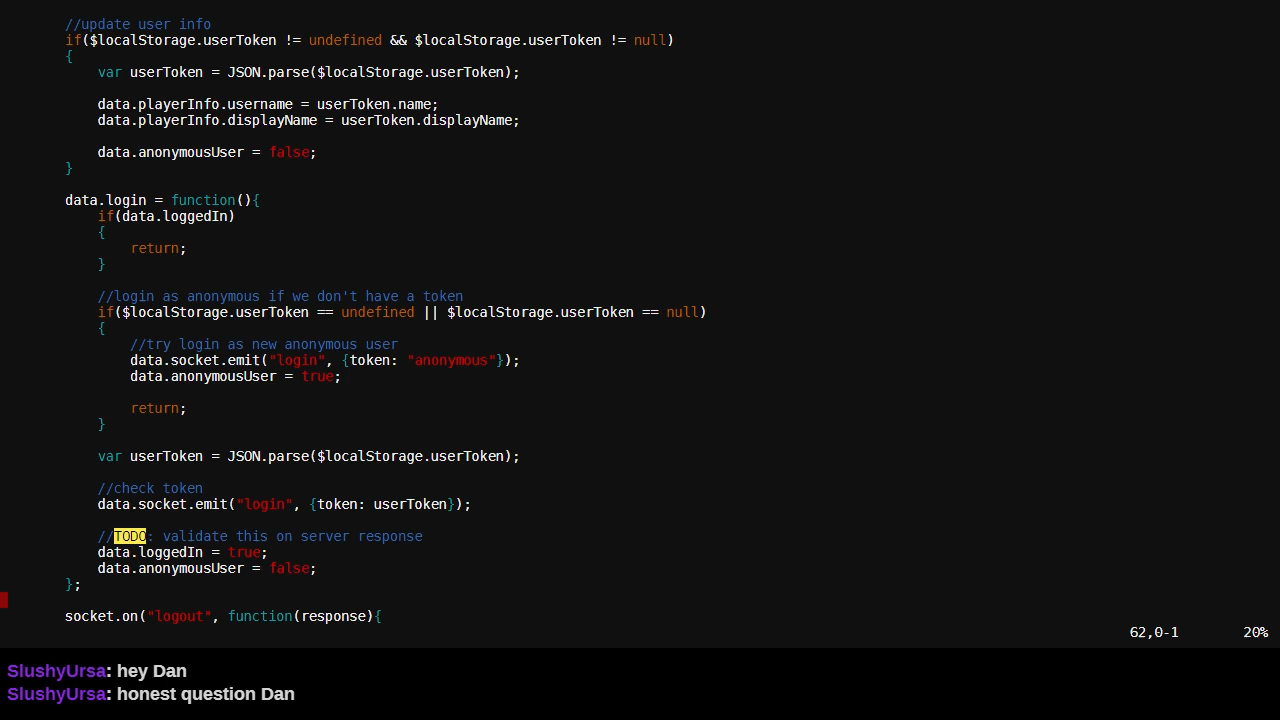 //update user info
if($localStorage.userToken != undefined && $localStorage.userToken != null)
{
var userToken = JSON.parse($localStorage.userToken);
data.playerInfo.username = userToken.name;
data.playerInfo.displayName = userToken.displayName;
data.anonymousUser = false;
}
data.login = function(){
if(data.loggedIn)
{
return;
}
//login as anonymous if we don't have a token
if($localStorage.userToken == undefined || $localStorage.userToken == null)
{
//try login as new anonymous user
data.socket.emit("login", {token: "anonymous"});
data.anonymousUser = true;
return;
}
var userToken = JSON.parse($localStorage.userToken);
//check token
data.socket.emit("login", {token: userToken});
//TODO: validate this on server response
data.loggedIn = true;
data.anonymousUser = false;
};
socket.on("logout", function(response){
62,0-1 20%
SlushyUrsa: hey Dan
SlushyUrsa: honest question Dan